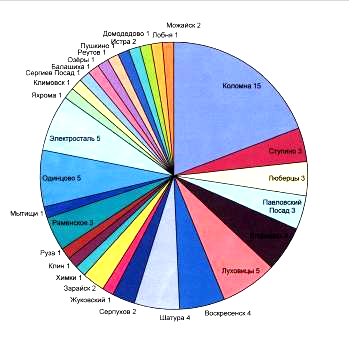 Можайск 2
Лобня 1
Домодедово 1
Истра 2
Пушкино 1
Реутов 1
Озёры 1
Балашиха 1
Сергиев Посад 1
Климовск 1
Яхрома 1
Электросталь 5
Одинцово 5
Мытищи 1
Раменское 5
Руза 1
Клин 1
Химки 1
Зарайск 2
Жуковский 1
Серпухов 2
Шатура 4
Воскресенск 4
Луховицы 5
Павловский
Посад 3
Люберцы 3
Ступино 3
Коломна 15